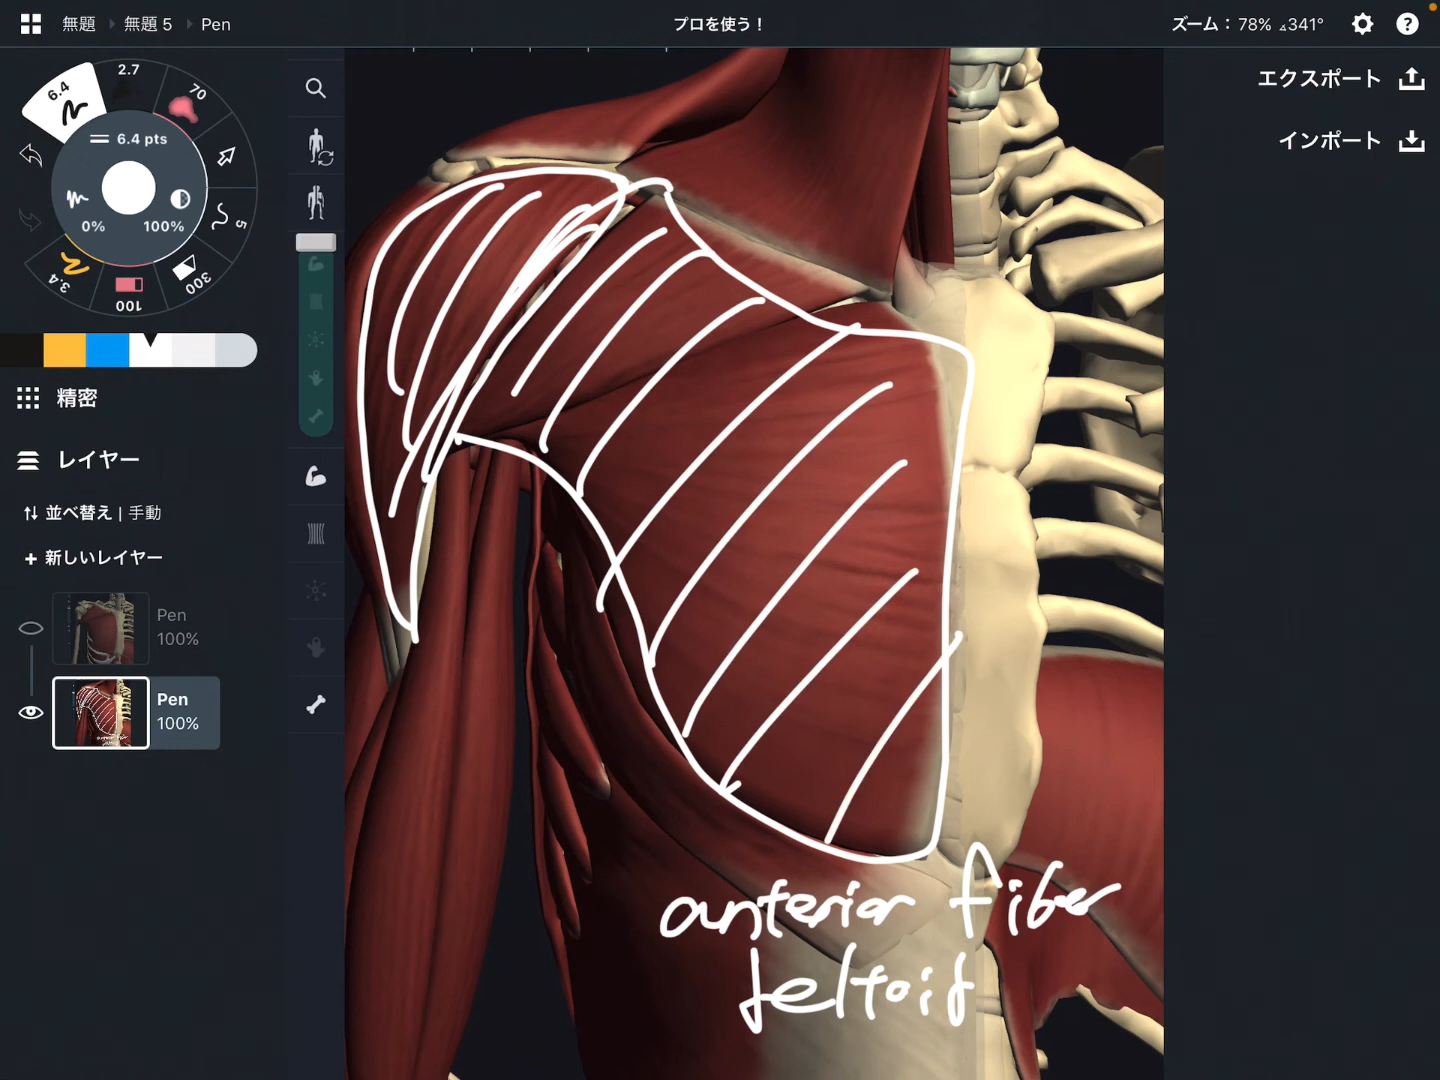 無題 無題 5 Pen
プロを使う！
ズーム：78% ⊿341°
エクスポート
インポート
2.7
6.4
70
6.4 pts
0% 100%
5
3.4
100
300
精密
レイヤー
並べ替え | 手動
+ 新しいレイヤー
Pen
100%
Pen
100%
anterior fiber
deltoid